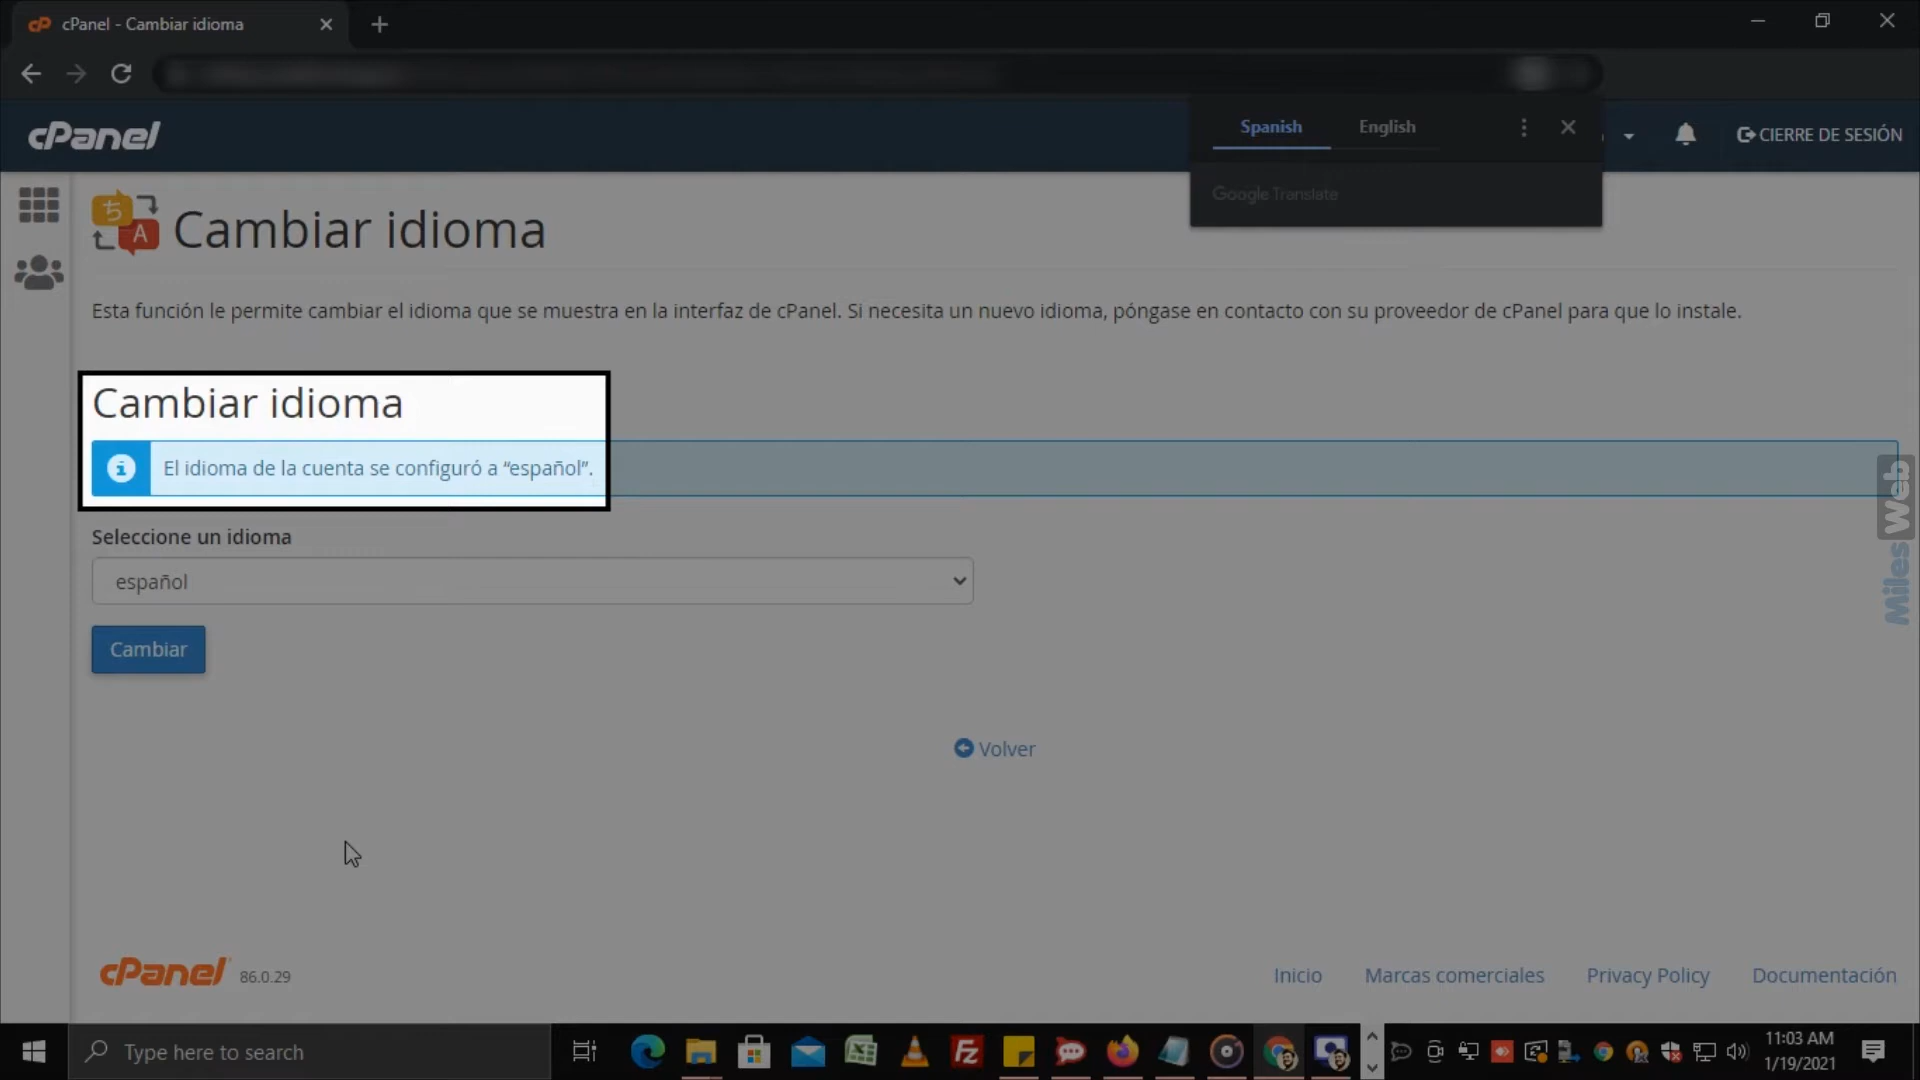 cPanel - Cambiar idioma
cPanel
Spanish
English
CIERRE DE SESIÓN
Google Translate
Cambiar idioma
Esta función le permite cambiar el idioma que se muestra en la interfaz de cPanel. Si necesita un nuevo idioma, póngase en contacto con su proveedor de cPanel para que lo instale.
Cambiar idioma
El idioma de la cuenta se configuró a “español”.
Seleccione un idioma
español
Cambiar
Volver
MilesWeb
cPanel 86.0.29
Inicio
Marcas comerciales
Privacy Policy
Documentación
Type here to search
11:03 AM
1/19/2021